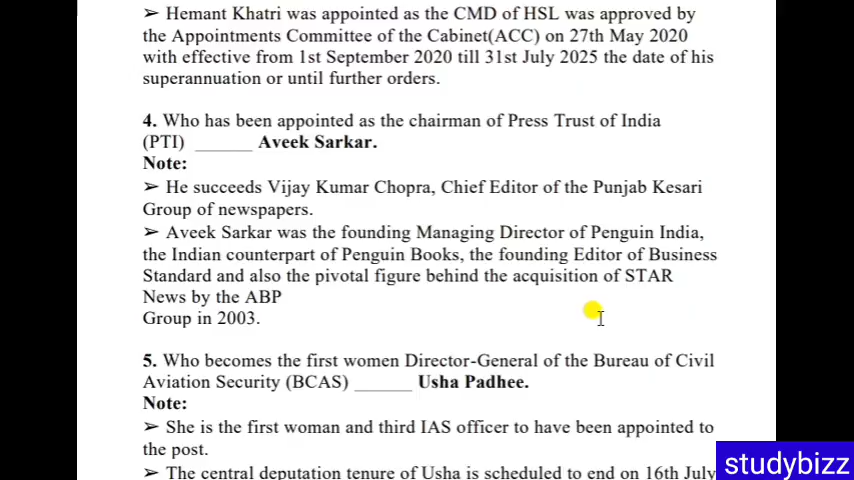 ➢ Hemant Khatri was appointed as the CMD of HSL was approved by
the Appointments Committee of the Cabinet(ACC) on 27th May 2020
with effective from 1st September 2020 till 31st July 2025 the date of his
superannuation or until further orders.
4. Who has been appointed as the chairman of Press Trust of India
(PTI) ______ Aveek Sarkar.
Note:
➢ He succeeds Vijay Kumar Chopra, Chief Editor of the Punjab Kesari
Group of newspapers.
➢ Aveek Sarkar was the founding Managing Director of Penguin India,
the Indian counterpart of Penguin Books, the founding Editor of Business
Standard and also the pivotal figure behind the acquisition of STAR
News by the ABP
Group in 2003.
5. Who becomes the first women Director-General of the Bureau of Civil
Aviation Security (BCAS) ______ Usha Padhee.
Note:
➢ She is the first woman and third IAS officer to have been appointed to
the post.
➢ The central deputation tenure of Usha is scheduled to end on 16th July
studybizz